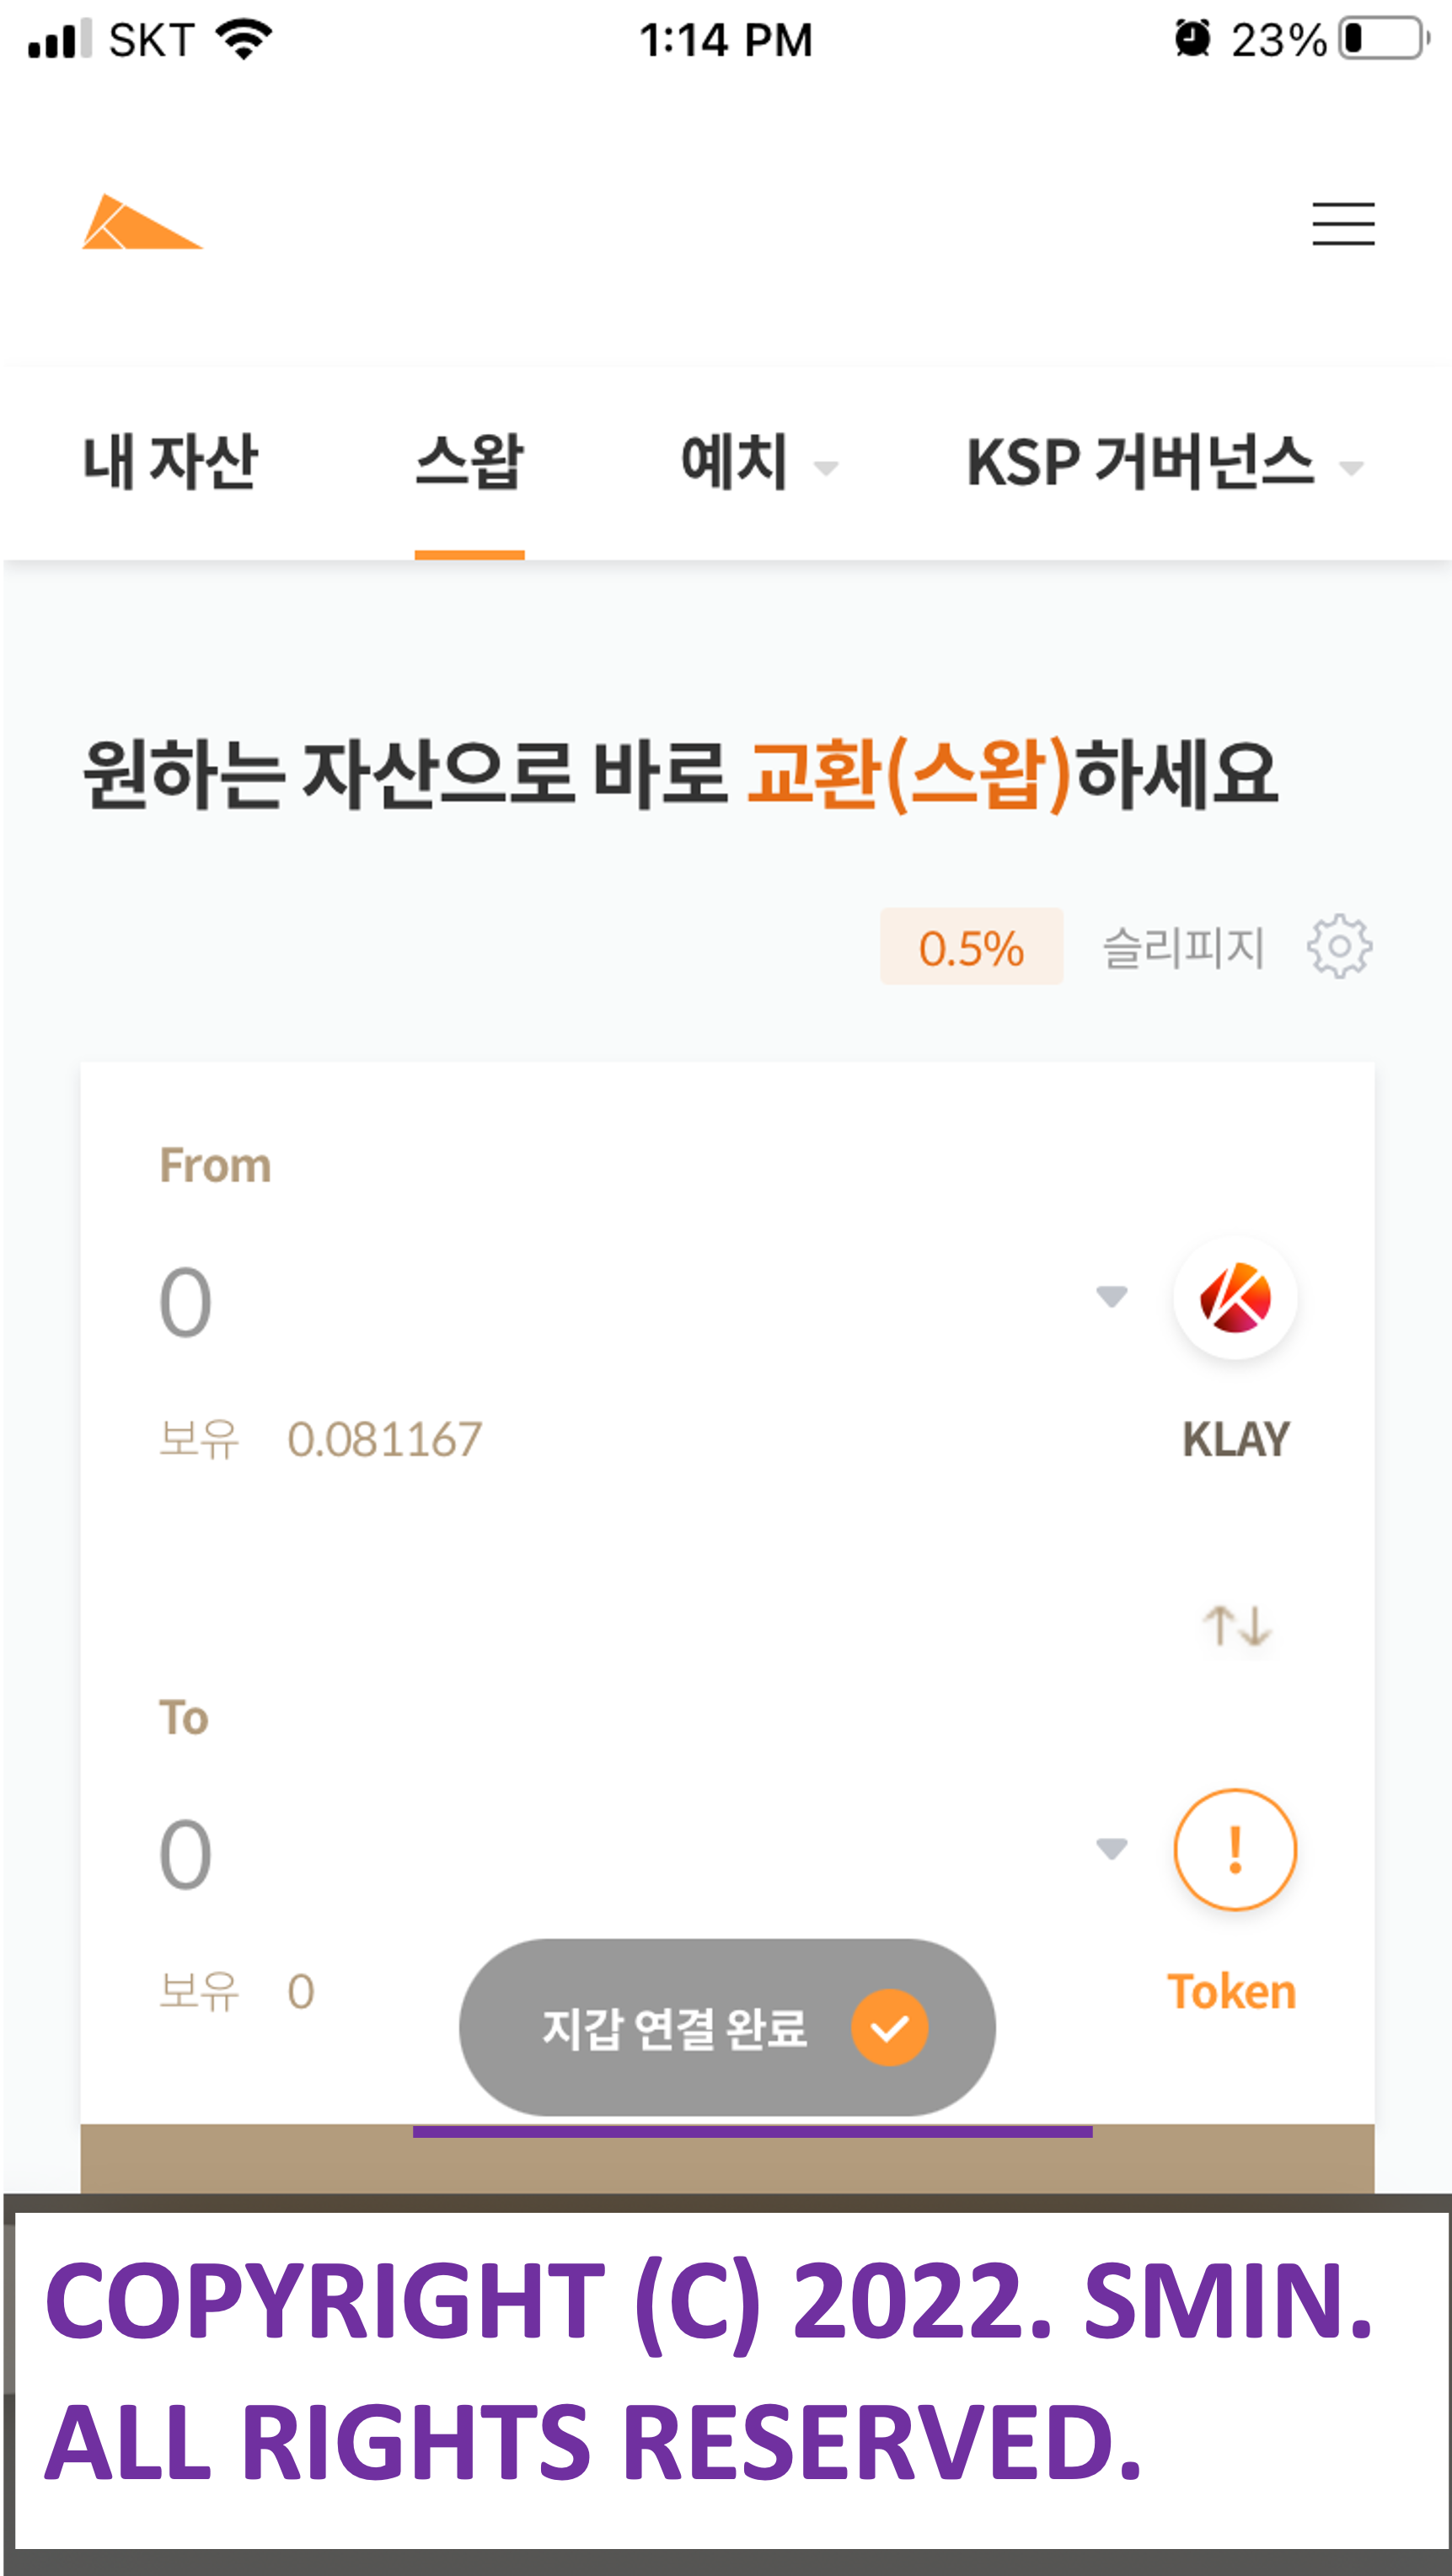 SKT 1:14 PM 23%
내 자산 스왑 예치 KSP 거버넌스
원하는 자산으로 바로 교환(스왑)하세요
0.5% 슬리피지
From
0
보유 0.081167 KLAY
To
0 !
보유 0 Token
지갑 연결 완료
COPYRIGHT (C) 2022. SMIN.
ALL RIGHTS RESERVED.